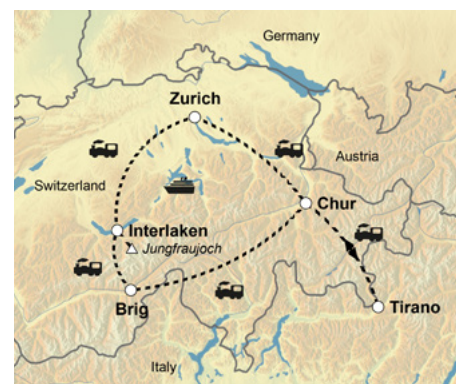 Germany
Zurich
Austria
Switzerland
Chur
Interlaken
Jungfraujoch
Brig
Tirano
Italy